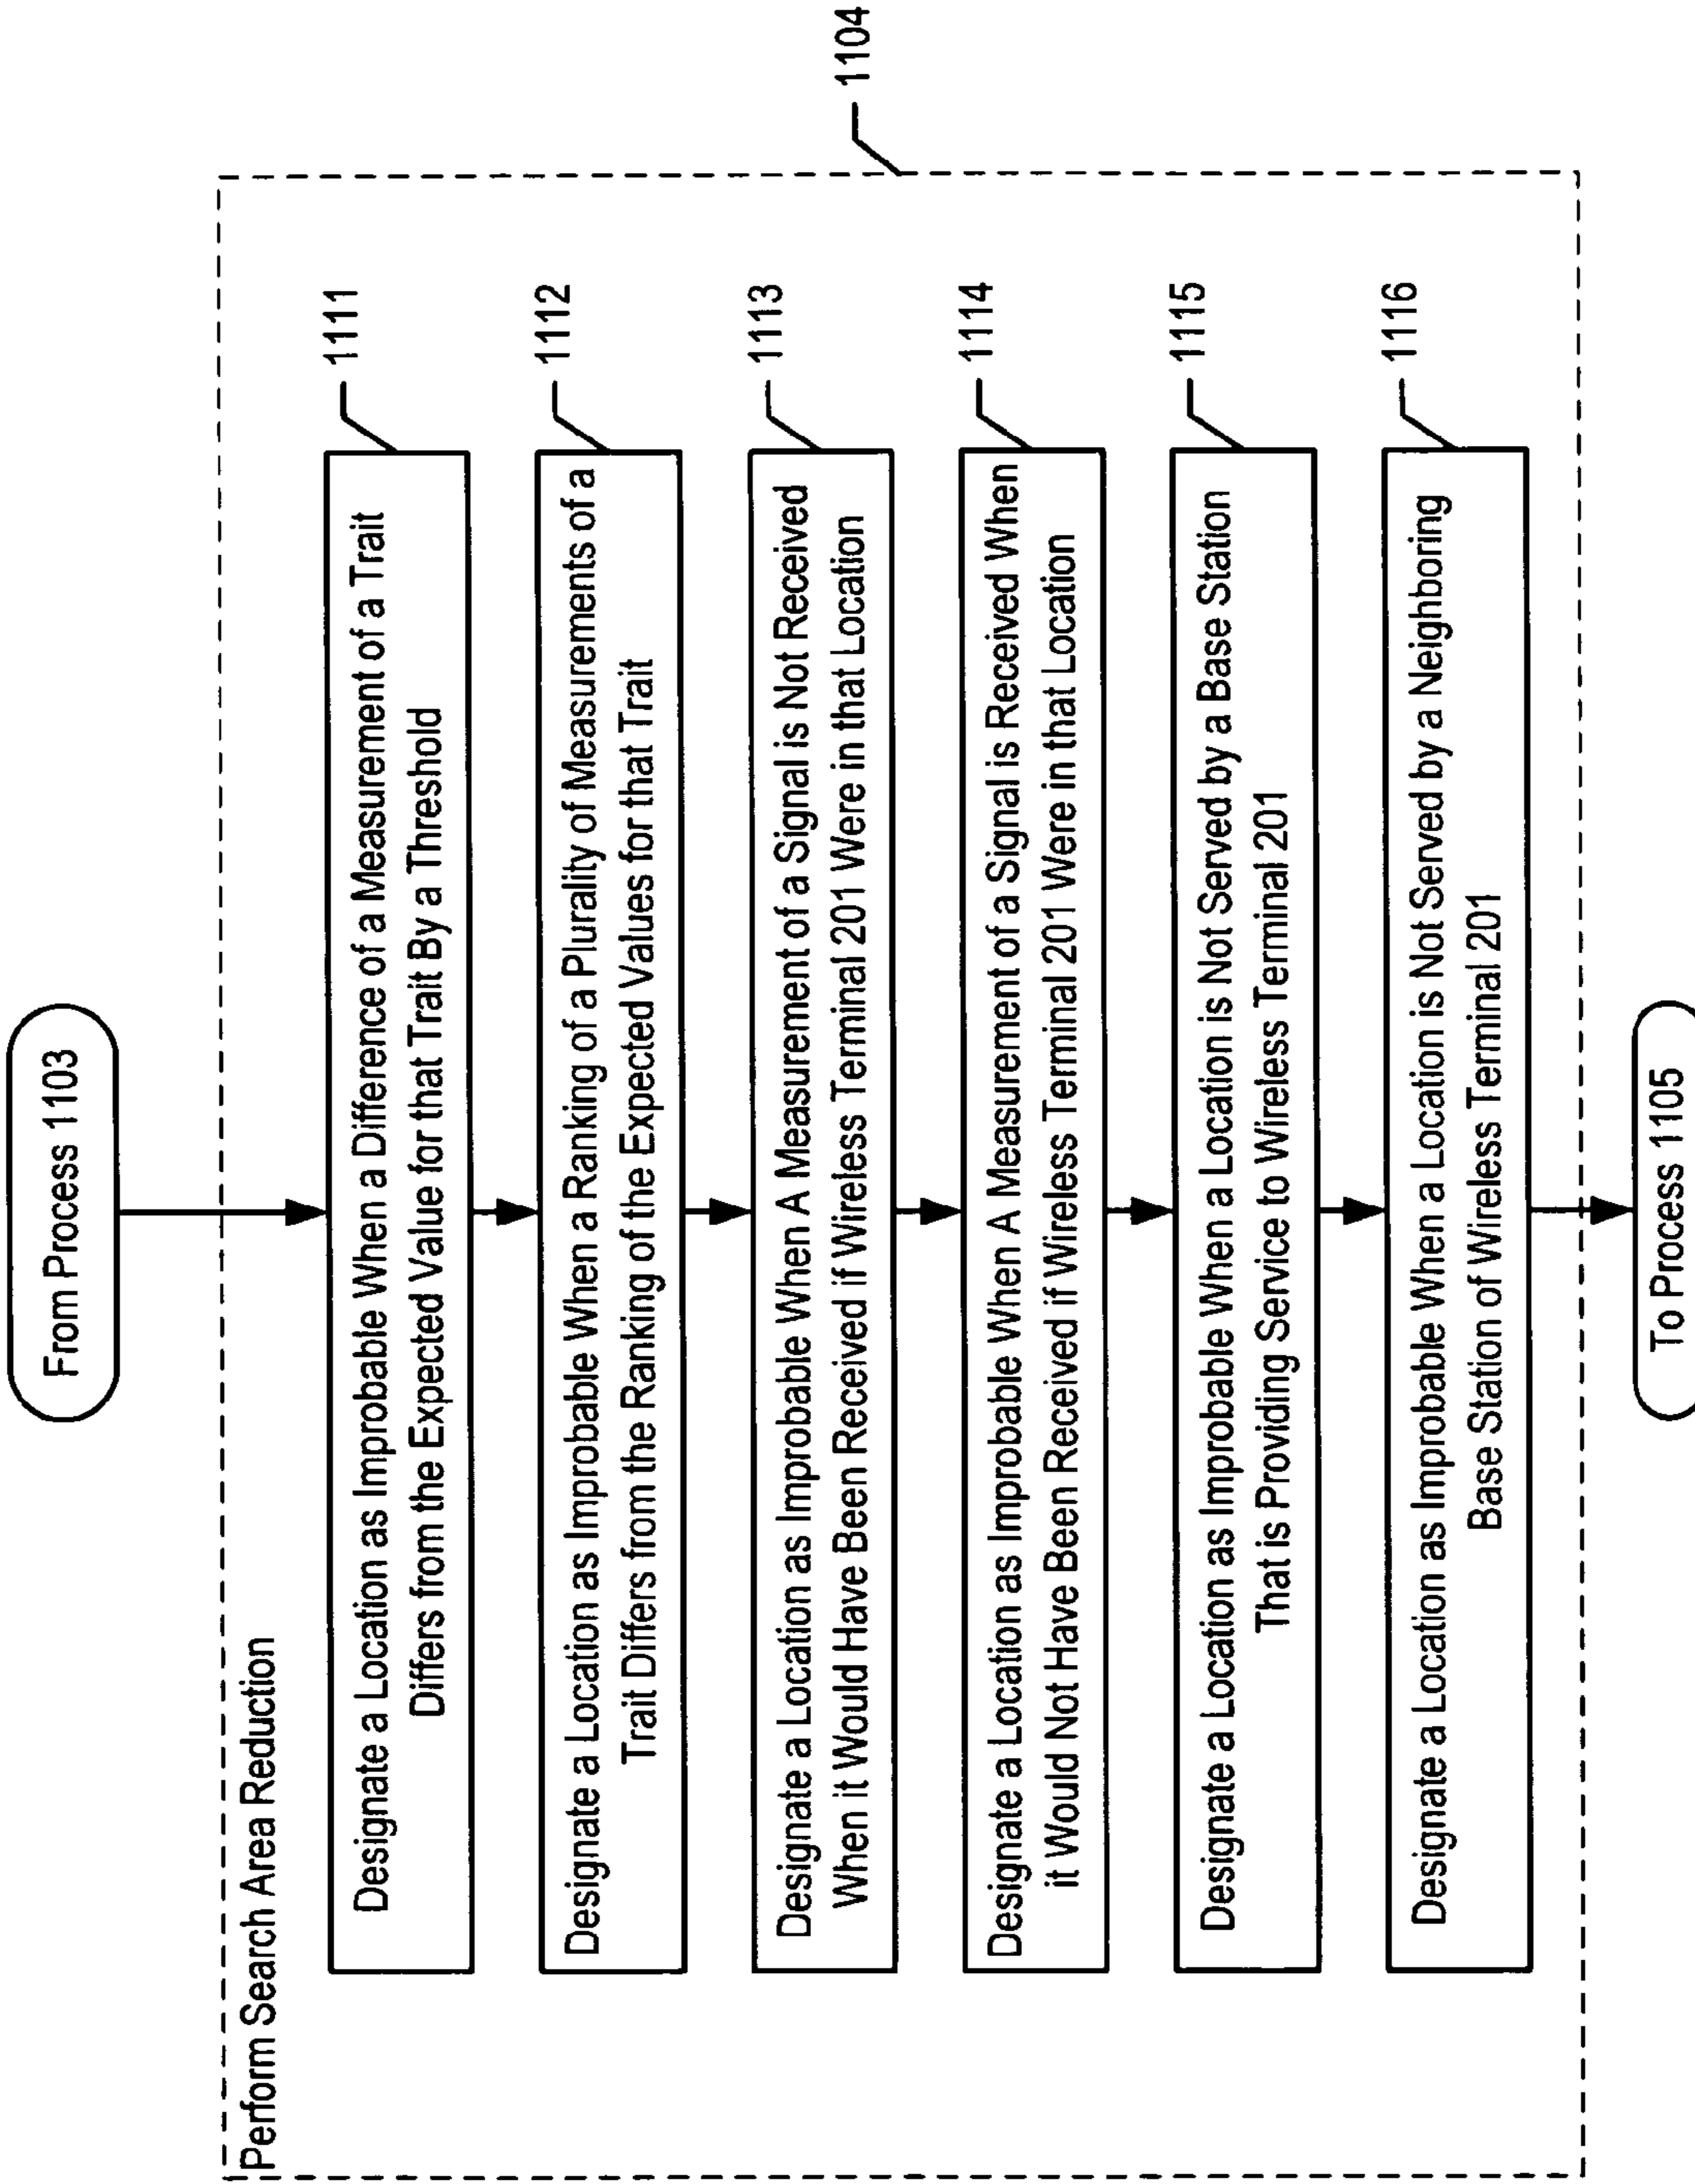 From Process 1103
1104
Perform Search Area Reduction
1111
Designate a Location as Improbable When a Difference of a Measurement of a Trait
Differs from the Expected Value for that Trait By a Threshold
1112
Designate a Location as Improbable When a Ranking of a Plurality of Measurements of a
Trait Differs from the Ranking of the Expected Values for that Trait
1113
Designate a Location as Improbable When A Measurement of a Signal is Not Received
When it Would Have Been Received if Wireless Terminal 201 Were in that Location
1114
Designate a Location as Improbable When A Measurement of a Signal is Received When
it Would Not Have Been Received if Wireless Terminal 201 Were in that Location
1115
Designate a Location as Improbable When a Location is Not Served by a Base Station
That is Providing Service to Wireless Terminal 201
1116
Designate a Location as Improbable When a Location is Not Served by a Neighboring
Base Station of Wireless Terminal 201
To Process 1105